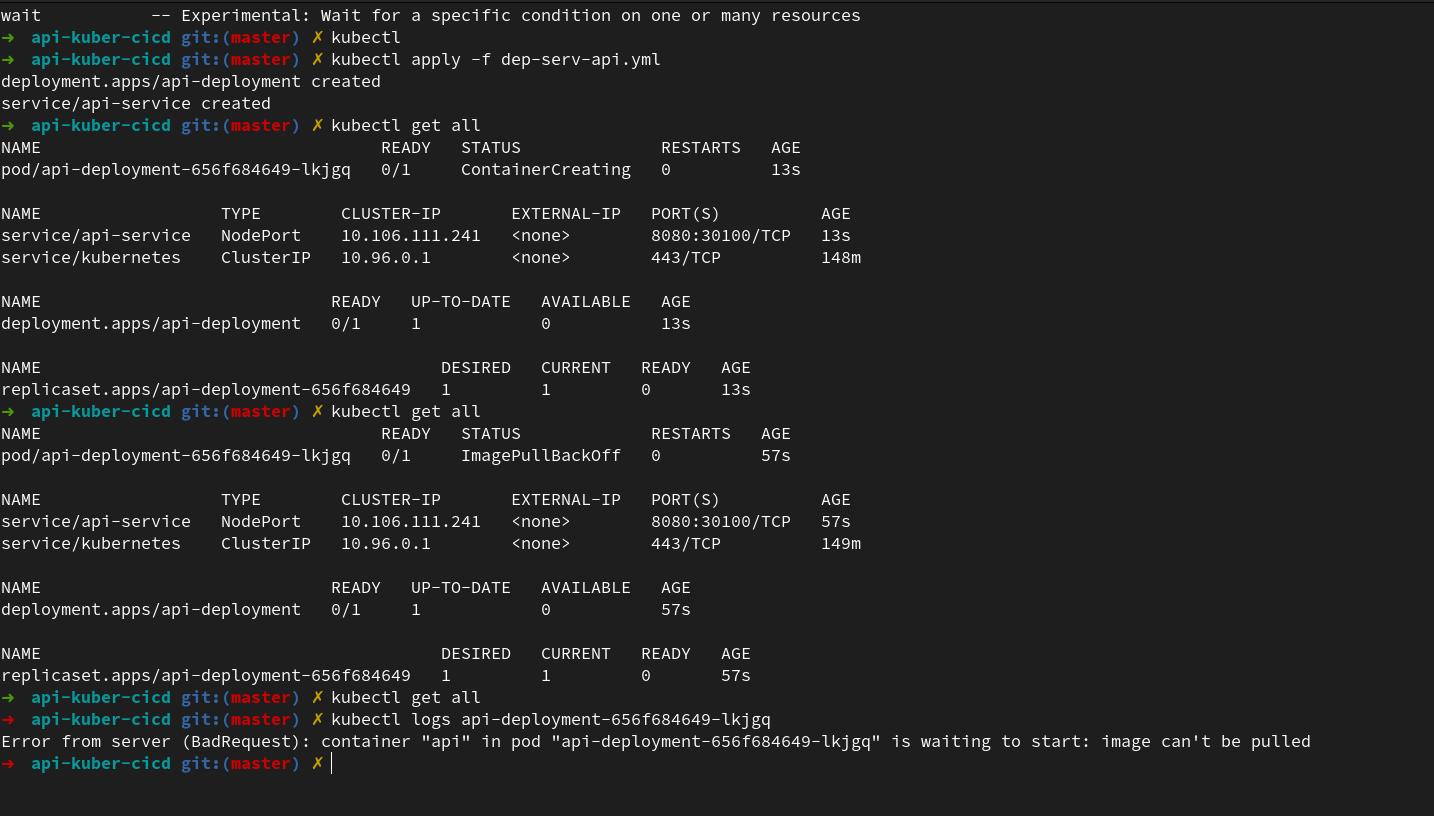 wait           -- Experimental: Wait for a specific condition on one or many resources
➜  api-kuber-cicd git:(master) ✗ kubectl
➜  api-kuber-cicd git:(master) ✗ kubectl apply -f dep-serv-api.yml
deployment.apps/api-deployment created
service/api-service created
➜  api-kuber-cicd git:(master) ✗ kubectl get all
NAME                                  READY   STATUS              RESTARTS   AGE
pod/api-deployment-656f684649-lkjgq   0/1     ContainerCreating   0          13s

NAME                  TYPE        CLUSTER-IP       EXTERNAL-IP   PORT(S)          AGE
service/api-service   NodePort    10.106.111.241   <none>        8080:30100/TCP   13s
service/kubernetes    ClusterIP   10.96.0.1        <none>        443/TCP          148m

NAME                             READY   UP-TO-DATE   AVAILABLE   AGE
deployment.apps/api-deployment   0/1     1            0           13s

NAME                                        DESIRED   CURRENT   READY   AGE
replicaset.apps/api-deployment-656f684649   1         1         0       13s
➜  api-kuber-cicd git:(master) ✗ kubectl get all
NAME                                  READY   STATUS             RESTARTS   AGE
pod/api-deployment-656f684649-lkjgq   0/1     ImagePullBackOff   0          57s

NAME                  TYPE        CLUSTER-IP       EXTERNAL-IP   PORT(S)          AGE
service/api-service   NodePort    10.106.111.241   <none>        8080:30100/TCP   57s
service/kubernetes    ClusterIP   10.96.0.1        <none>        443/TCP          149m

NAME                             READY   UP-TO-DATE   AVAILABLE   AGE
deployment.apps/api-deployment   0/1     1            0           57s

NAME                                        DESIRED   CURRENT   READY   AGE
replicaset.apps/api-deployment-656f684649   1         1         0       57s
➜  api-kuber-cicd git:(master) ✗ kubectl get all
➜  api-kuber-cicd git:(master) ✗ kubectl logs api-deployment-656f684649-lkjgq
Error from server (BadRequest): container "api" in pod "api-deployment-656f684649-lkjgq" is waiting to start: image can't be pulled
➜  api-kuber-cicd git:(master) ✗